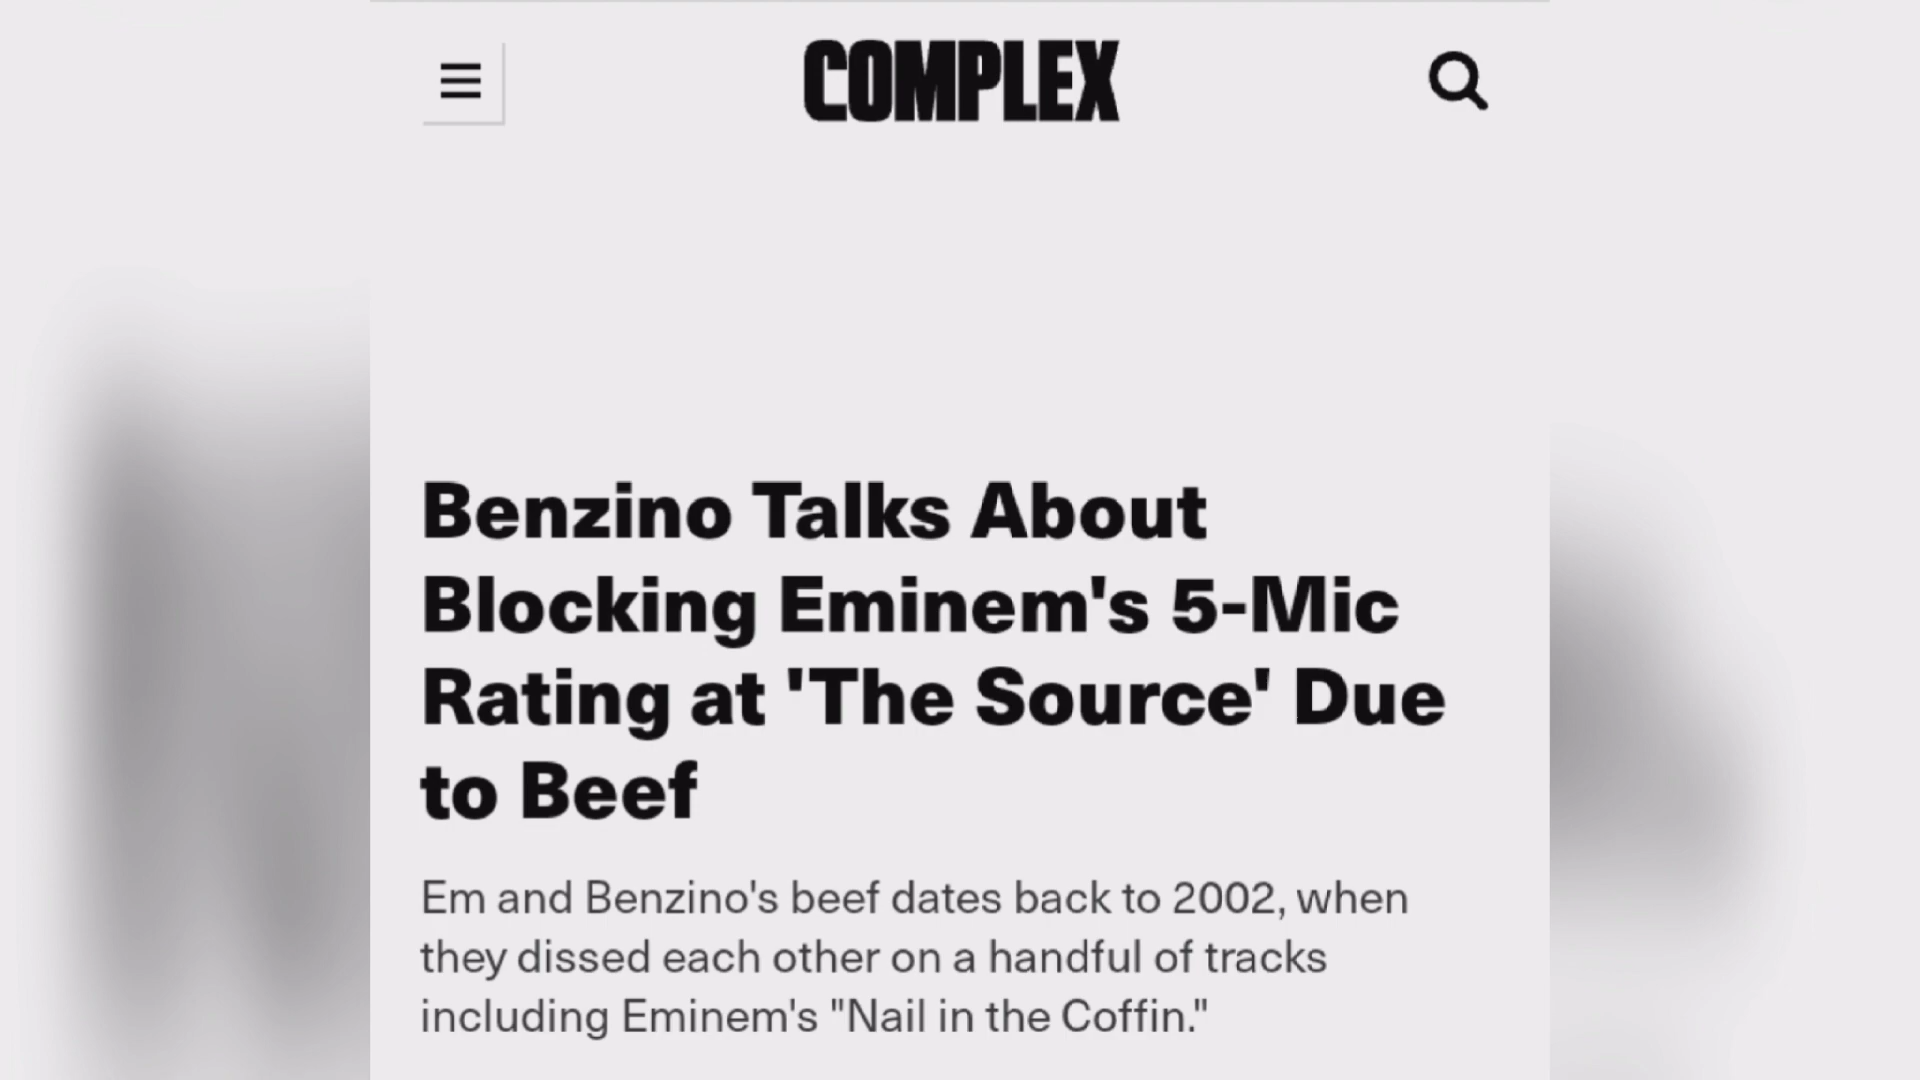 COMPLEX
Benzino Talks About
Blocking Eminem's 5-Mic
Rating at 'The Source' Due
to Beef
Em and Benzino's beef dates back to 2002, when
they dissed each other on a handful of tracks
including Eminem's "Nail in the Coffin."